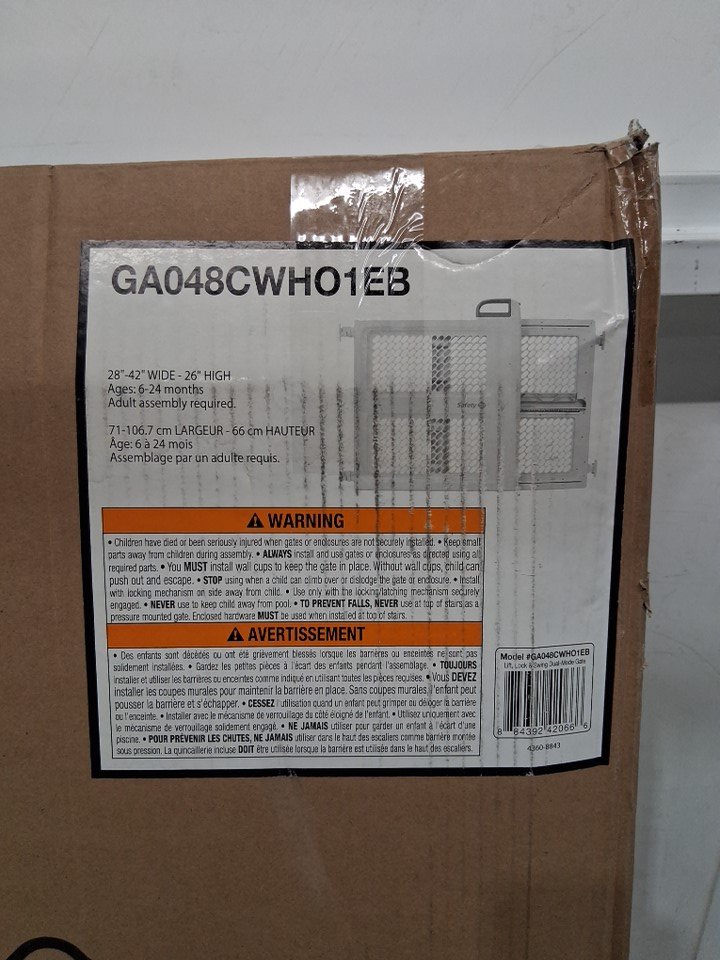 GA048CWHO1EB
28"-42" WIDE - 26" HIGH
Ages: 6-24 months
Adult assembly required.
71-106.7 cm LARGEUR - 66 cm HAUTEUR
Âge: 6 à 24 mois
Assemblage par un adulte requis.
Safety
WARNING
• Children have died or been seriously injured when gates or enclosures are not securely installed. • Keep small
parts away from children during assembly. • ALWAYS install and use gates or enclosures as directed using all
required parts. • You MUST install wall cups to keep the gate in place. Without wall cups, child can
push out and escape. • STOP using when a child can climb over or dislodge the gate or enclosure. • Install
with locking mechanism on side away from child. • Use only with the locking/latching mechanism securely
engaged. • NEVER use to keep child away from pool. • TO PREVENT FALLS, NEVER use at top of stairs as a
pressure mounted gate. Enclosed hardware MUST be used when installed at top of stairs.
AVERTISSEMENT
• Des enfants sont décédés ou ont été grièvement blessés lorsque les barrières ou enceintes ne sont pas
solidement installées. • Gardez les petites pièces à l'écart des enfants pendant l'assemblage. • TOUJOURS
installer et utiliser les barrières ou enceintes comme indiqué en utilisant toutes les pièces requises. • Vous DEVEZ
installer les coupes murales pour maintenir la barrière en place. Sans coupes murales, l'enfant peut
pousser la barrière et s'échapper. • CESSEZ l'utilisation quand un enfant peut grimper ou déloger la barrière
ou l'enceinte. • Installer avec le mécanisme de verrouillage du côté éloigné de l'enfant. • Utilisez uniquement avec
le mécanisme de verrouillage solidement engagé. • NE JAMAIS utiliser pour garder un enfant à l'écart d'une
piscine. • POUR PRÉVENIR LES CHUTES, NE JAMAIS utiliser dans le haut des escaliers comme barrière montée
sous pression. La quincaillerie incluse DOIT être utilisée lorsque la barrière est utilisée dans le haut des escaliers.
Model #GA048CWHO1EB
Lift, Lock & Swing Dual-Mode Gate
8 84392 42066 6
4360-8843